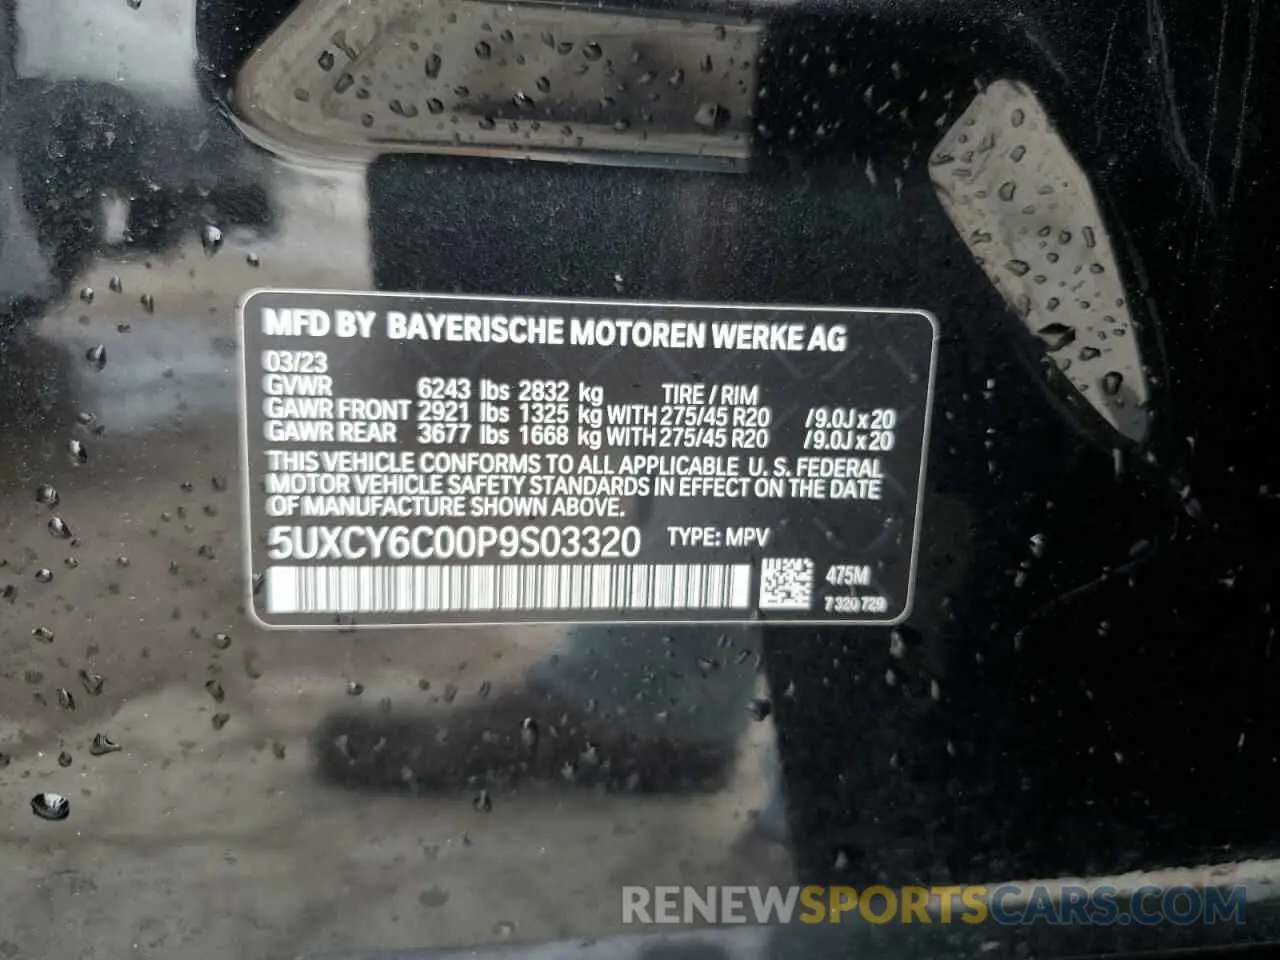 MFD BY BAYERISCHE MOTOREN WERKE AG
03/23
GVWR 6243 lbs 2832 kg TIRE / RIM
GAWR FRONT 2921 lbs 1325 kg WITH 275/45 R20 /9.0J x 20
GAWR REAR 3677 lbs 1668 kg WITH 275/45 R20 /9.0J x 20
THIS VEHICLE CONFORMS TO ALL APPLICABLE U. S. FEDERAL
MOTOR VEHICLE SAFETY STANDARDS IN EFFECT ON THE DATE
OF MANUFACTURE SHOWN ABOVE.
5UXCY6C00P9S03320 TYPE: MPV
475M
7 320 729
RENEWSPORTSCARS.COM